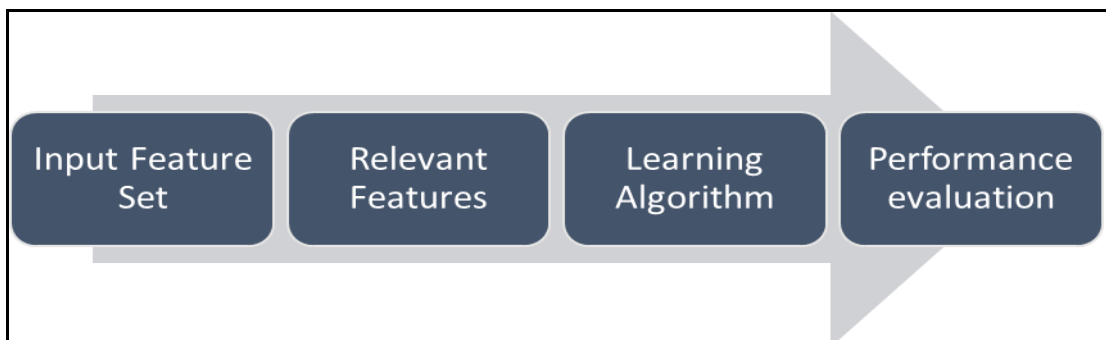 Input Feature
Set
Relevant
Features
Learning
Algorithm
Performance
evaluation